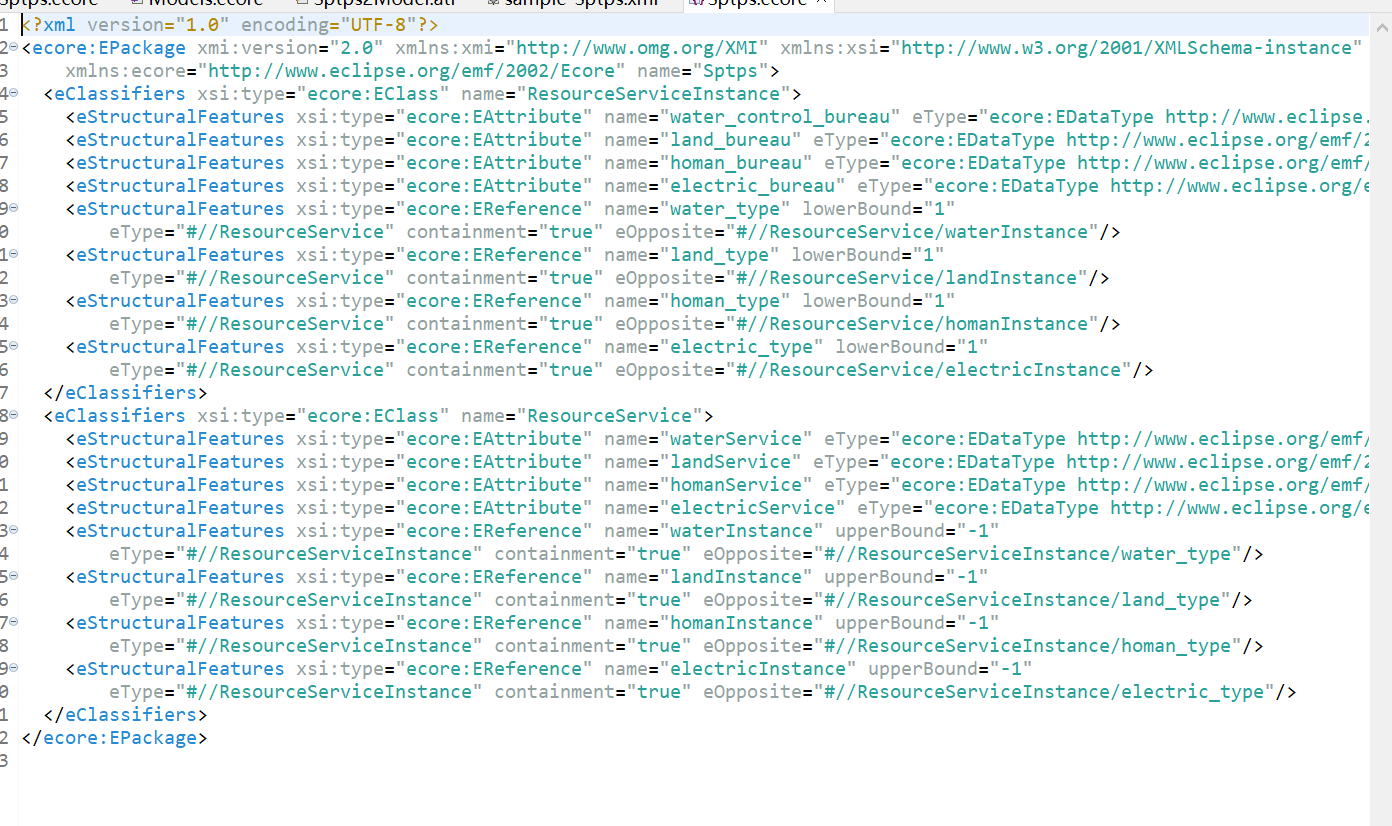 Sptps.ecore Models.ecore Sptps2Model.atl sample-Sptps.xmi Sptps.ecore
1 <?xml version="1.0" encoding="UTF-8"?>
2 <ecore:EPackage xmi:version="2.0" xmlns:xmi="http://www.omg.org/XMI" xmlns:xsi="http://www.w3.org/2001/XMLSchema-instance"
3 xmlns:ecore="http://www.eclipse.org/emf/2002/Ecore" name="Sptps">
4 <eClassifiers xsi:type="ecore:EClass" name="ResourceServiceInstance">
5 <eStructuralFeatures xsi:type="ecore:EAttribute" name="water_control_bureau" eType="ecore:EDataType http://www.eclipse.
6 <eStructuralFeatures xsi:type="ecore:EAttribute" name="land_bureau" eType="ecore:EDataType http://www.eclipse.org/emf/2
7 <eStructuralFeatures xsi:type="ecore:EAttribute" name="homan_bureau" eType="ecore:EDataType http://www.eclipse.org/emf/
8 <eStructuralFeatures xsi:type="ecore:EAttribute" name="electric_bureau" eType="ecore:EDataType http://www.eclipse.org/e
9 <eStructuralFeatures xsi:type="ecore:EReference" name="water_type" lowerBound="1"
0 eType="#//ResourceService" containment="true" eOpposite="#//ResourceService/waterInstance"/>
1 <eStructuralFeatures xsi:type="ecore:EReference" name="land_type" lowerBound="1"
2 eType="#//ResourceService" containment="true" eOpposite="#//ResourceService/landInstance"/>
3 <eStructuralFeatures xsi:type="ecore:EReference" name="homan_type" lowerBound="1"
4 eType="#//ResourceService" containment="true" eOpposite="#//ResourceService/homanInstance"/>
5 <eStructuralFeatures xsi:type="ecore:EReference" name="electric_type" lowerBound="1"
6 eType="#//ResourceService" containment="true" eOpposite="#//ResourceService/electricInstance"/>
7 </eClassifiers>
8 <eClassifiers xsi:type="ecore:EClass" name="ResourceService">
9 <eStructuralFeatures xsi:type="ecore:EAttribute" name="waterService" eType="ecore:EDataType http://www.eclipse.org/emf/
0 <eStructuralFeatures xsi:type="ecore:EAttribute" name="landService" eType="ecore:EDataType http://www.eclipse.org/emf/2
1 <eStructuralFeatures xsi:type="ecore:EAttribute" name="homanService" eType="ecore:EDataType http://www.eclipse.org/emf/
2 <eStructuralFeatures xsi:type="ecore:EAttribute" name="electricService" eType="ecore:EDataType http://www.eclipse.org/e
3 <eStructuralFeatures xsi:type="ecore:EReference" name="waterInstance" upperBound="-1"
4 eType="#//ResourceServiceInstance" containment="true" eOpposite="#//ResourceServiceInstance/water_type"/>
5 <eStructuralFeatures xsi:type="ecore:EReference" name="landInstance" upperBound="-1"
6 eType="#//ResourceServiceInstance" containment="true" eOpposite="#//ResourceServiceInstance/land_type"/>
7 <eStructuralFeatures xsi:type="ecore:EReference" name="homanInstance" upperBound="-1"
8 eType="#//ResourceServiceInstance" containment="true" eOpposite="#//ResourceServiceInstance/homan_type"/>
9 <eStructuralFeatures xsi:type="ecore:EReference" name="electricInstance" upperBound="-1"
0 eType="#//ResourceServiceInstance" containment="true" eOpposite="#//ResourceServiceInstance/electric_type"/>
1 </eClassifiers>
2 </ecore:EPackage>
3